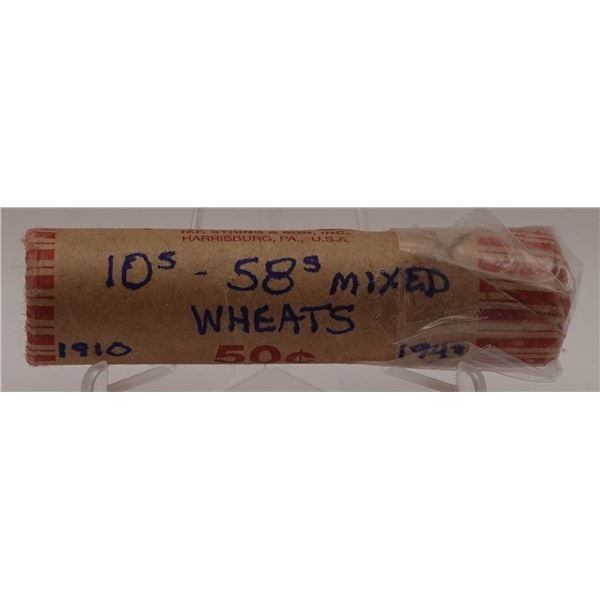 HARRISBURG, PA., U.S.A.
10s - 58s MIXED
WHEATS
1910 50¢